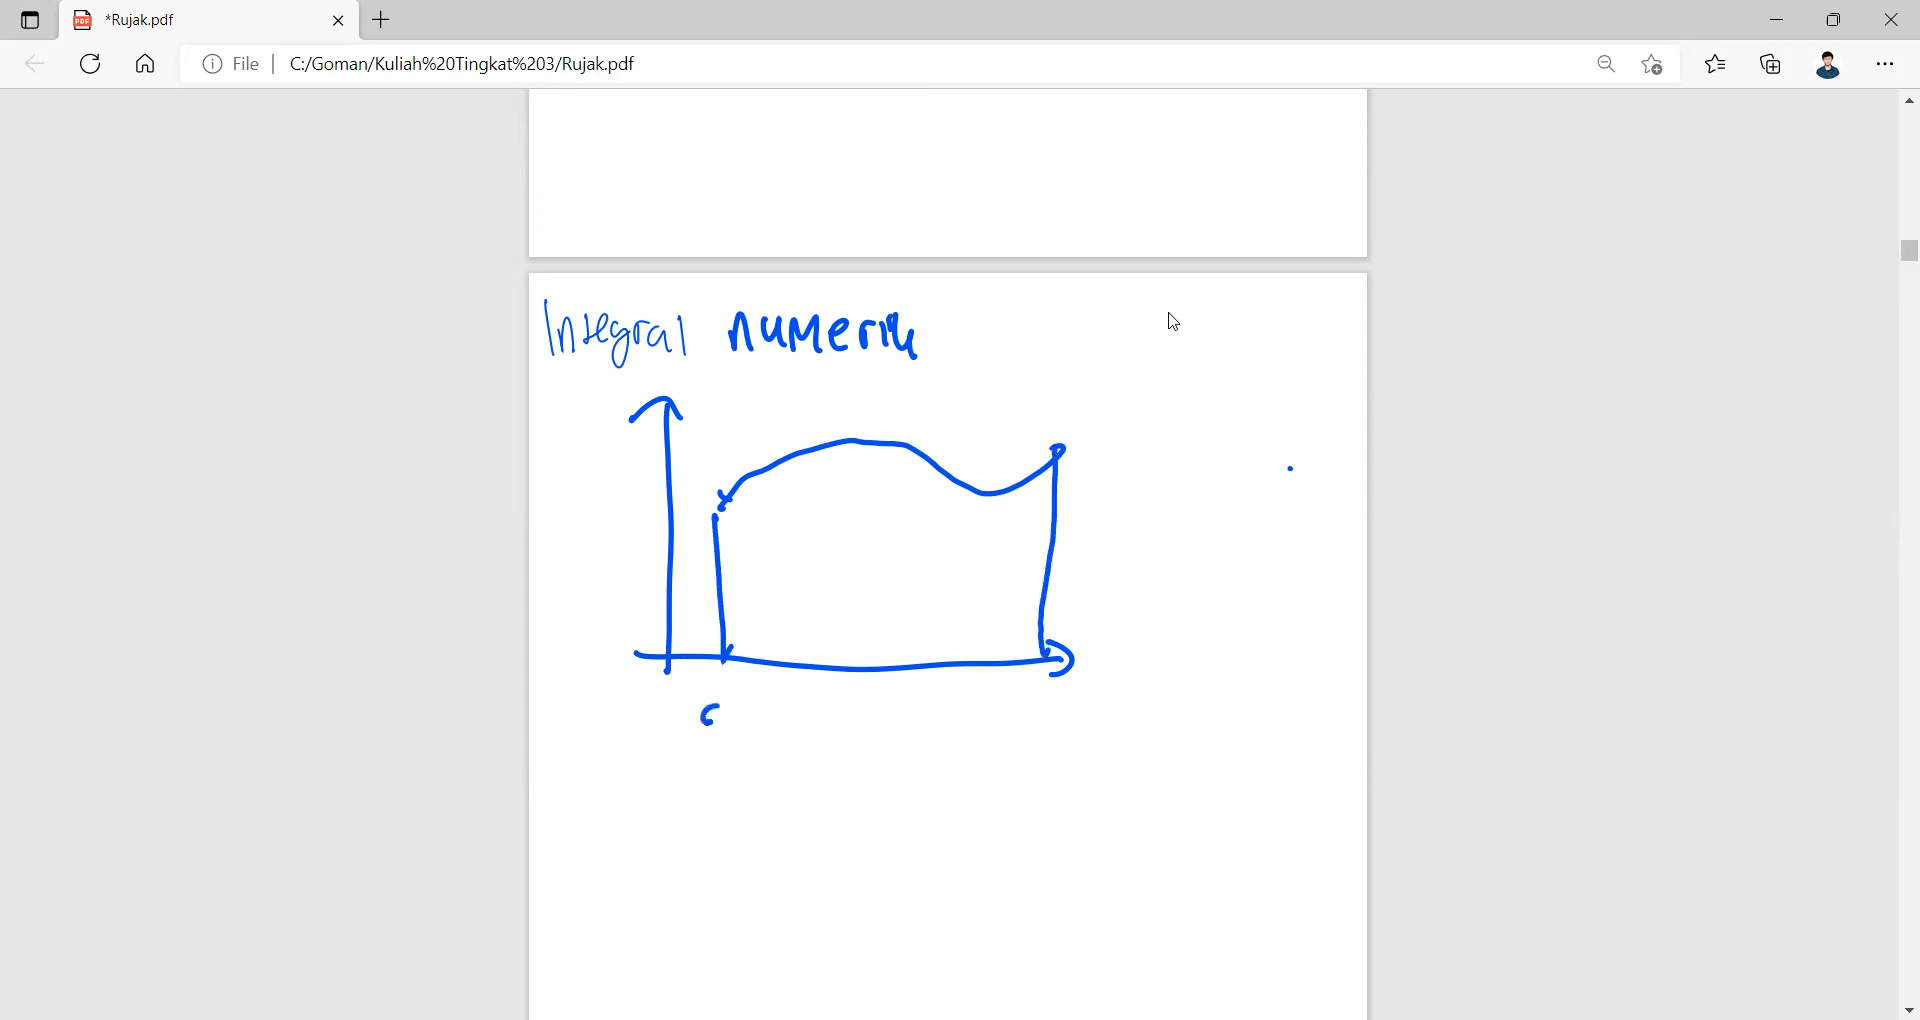 *Rujak.pdf
File | C:/Goman/Kuliah%20Tingkat%203/Rujak.pdf
Integral numerik